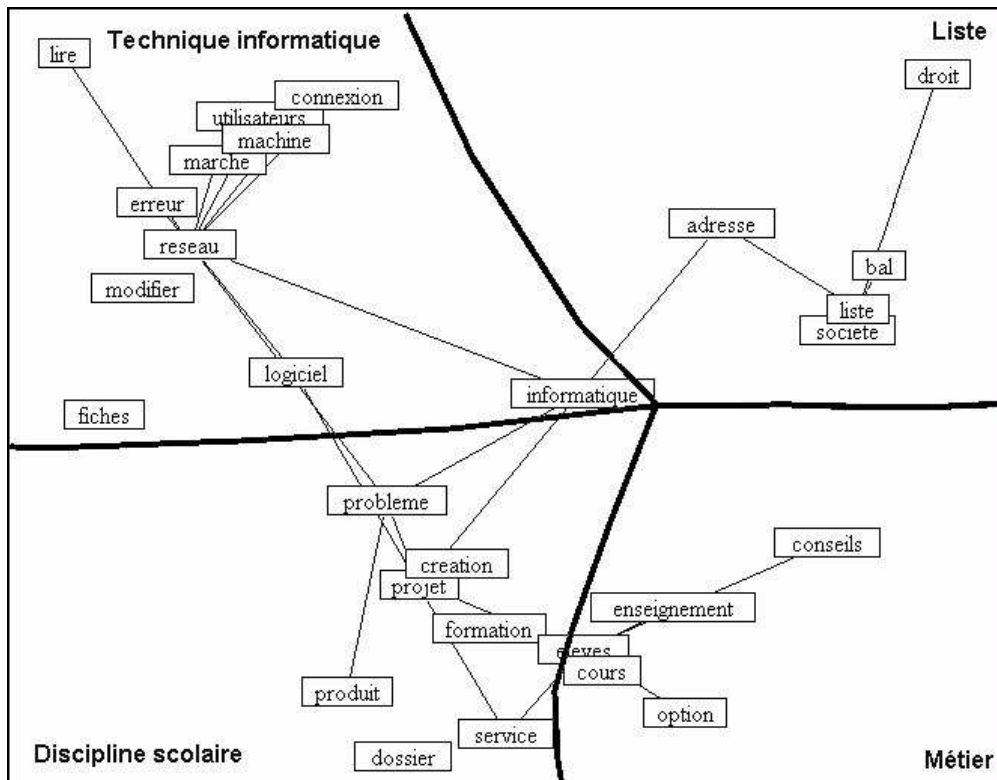 Technique informatique
Liste
lire
droit
connexion
utilisateurs
machine
marche
erreur
adresse
reseau
bal
modifier
liste
societe
logiciel
informatique
fiches
probleme
conseils
creation
projet
enseignement
formation
eleves
cours
produit
option
service
Discipline scolaire
dossier
Métier